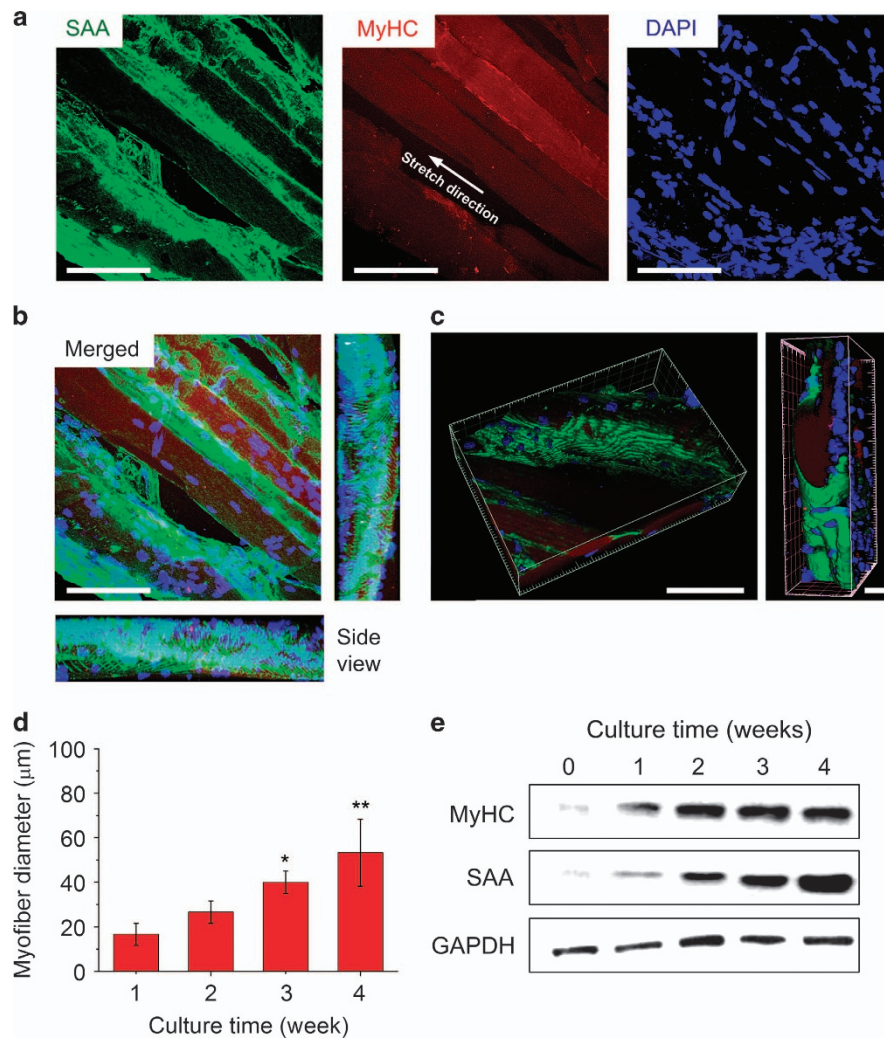 a
SAA
MyHC
DAPI
Stretch direction
b
Merged
Side
view
c
d
Myofiber diameter (μm)
100
80
60
40
20
0
*
**
1 2 3 4
Culture time (week)
e
Culture time (weeks)
0 1 2 3 4
MyHC
SAA
GAPDH